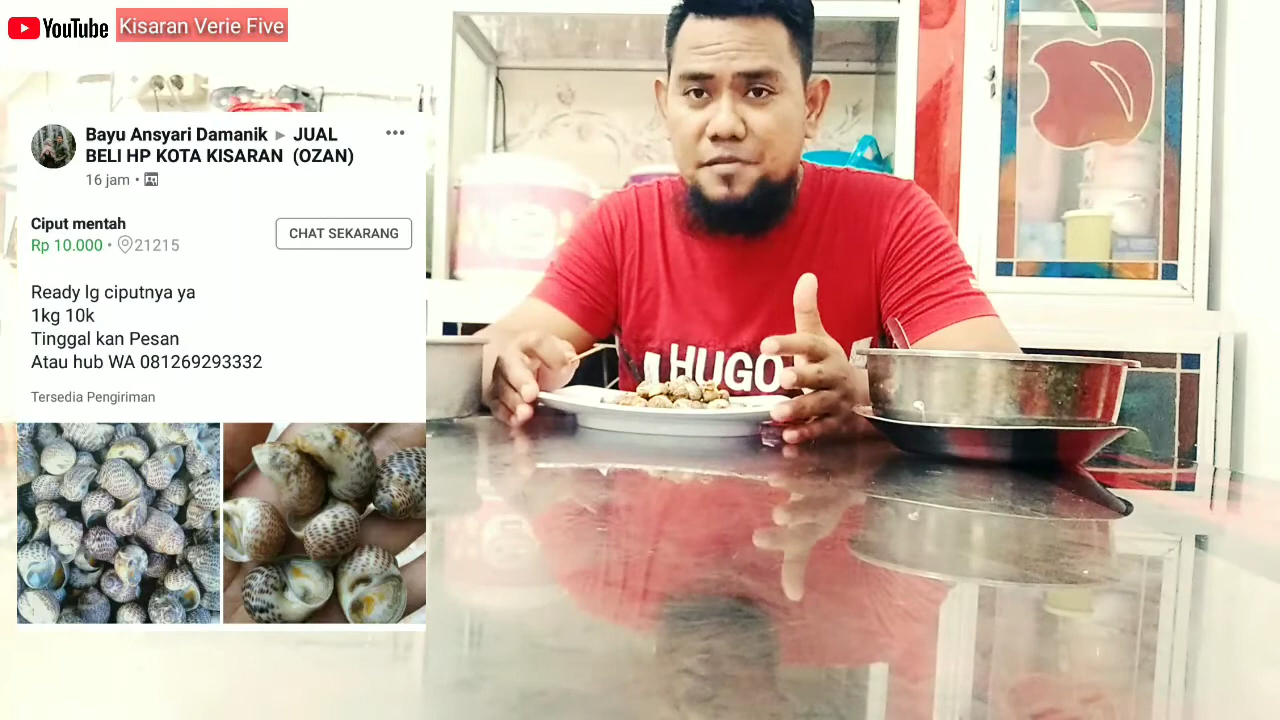 YouTube
Kisaran Verie Five
Bayu Ansyari Damanik ▸ JUAL
BELI HP KOTA KISARAN (OZAN)
16 jam •
Ciput mentah
Rp 10.000 • 21215
CHAT SEKARANG
Ready lg ciputnya ya
1kg 10k
Tinggal kan Pesan
Atau hub WA 081269293332
Tersedia Pengiriman
HUGO